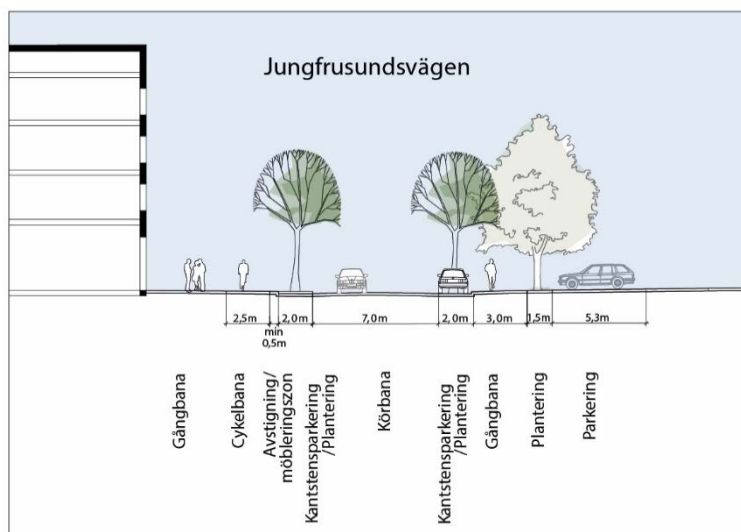 Jungfrusundsvägen
2,5m
min
0,5m
2,0m
7,0m
2,0m
3,0m
1,5m
5,3m
Gångbana
Cykelbana
Avstigning/
möbleringszon
Kantstensparkering
/Plantering
Körbana
Kantstensparkering
/Plantering
Gångbana
Plantering
Parkering